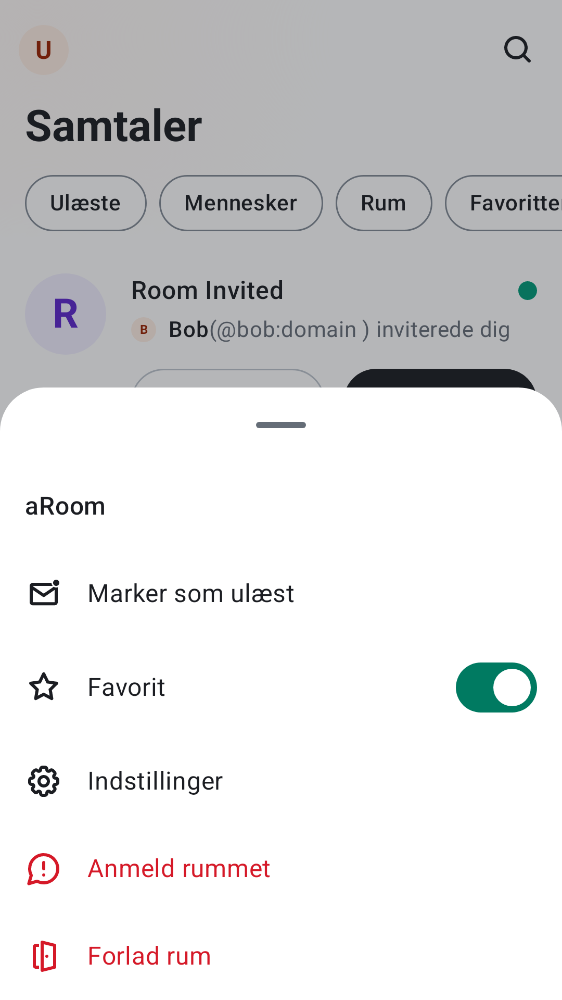 U
Samtaler
Ulæste Mennesker Rum Favoritter
R
Room Invited
B Bob(@bob:domain ) inviterede dig
aRoom
Marker som ulæst
Favorit
Indstillinger
Anmeld rummet
Forlad rum